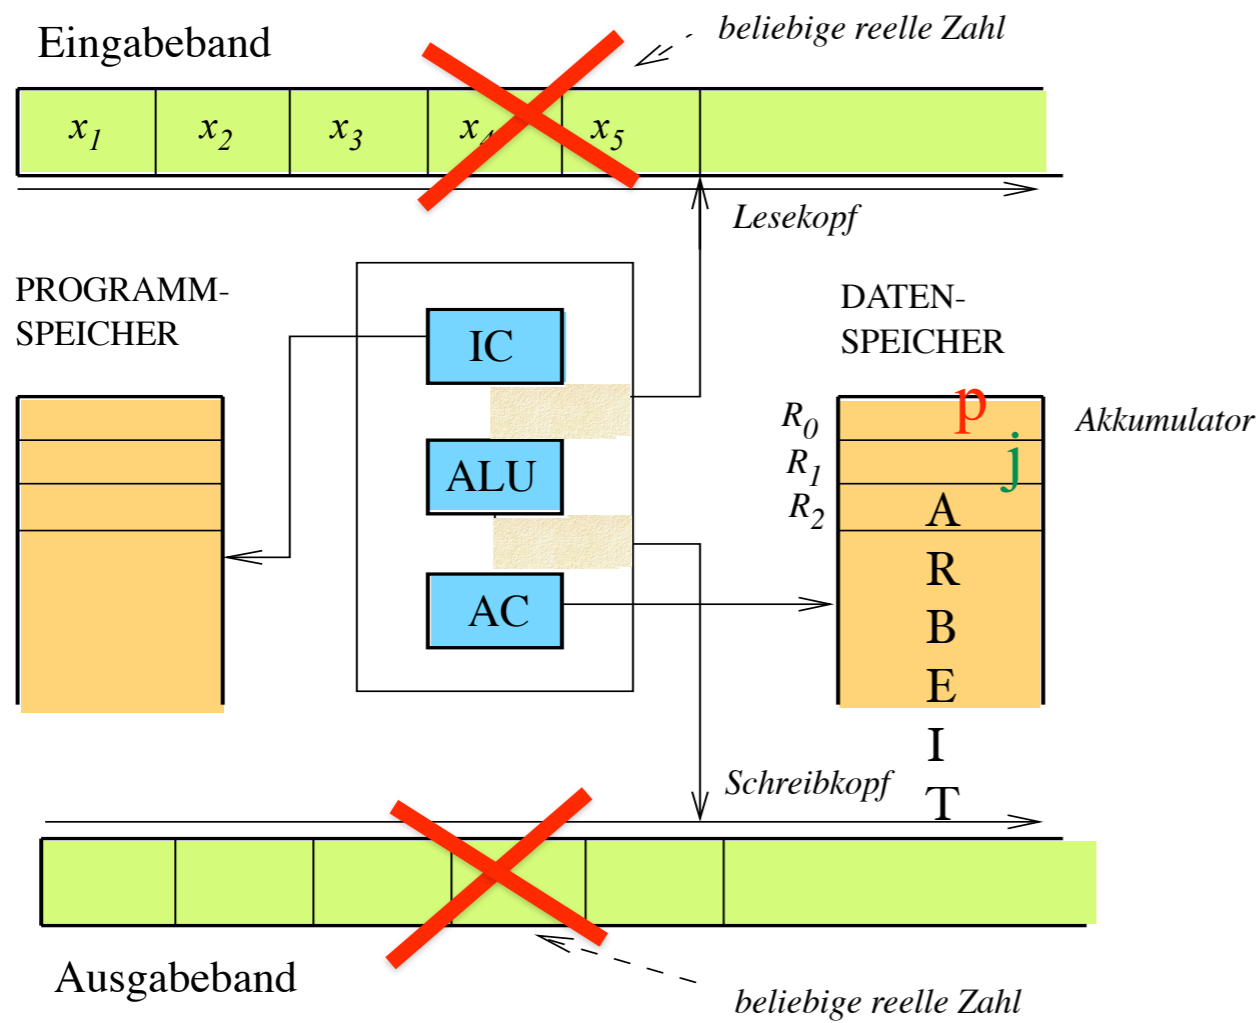 beliebige reelle Zahl
Eingabeband
x1 x2 x3 x4 x5
Lesekopf
PROGRAMM-
SPEICHER
DATEN-
SPEICHER
IC
ALU
AC
R0 p Akkumulator
R1 j
R2 A
R
B
E
I
T
Schreibkopf
Ausgabeband
beliebige reelle Zahl